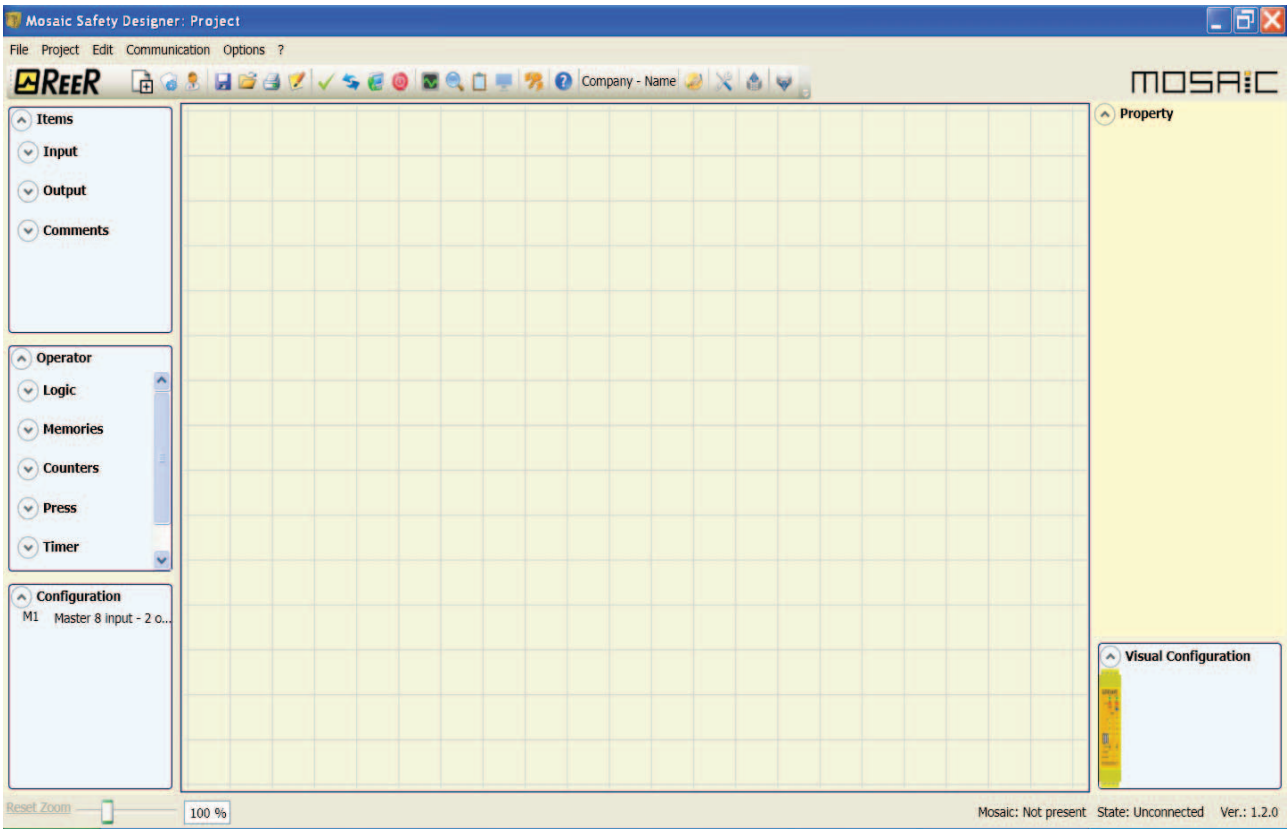 Mosaic Safety Designer: Project
File Project Edit Communication Options ?
REER Company - Name MOSAIC
Items
Input
Output
Comments
Operator
Logic
Memories
Counters
Press
Timer
Configuration
M1 Master 8 input - 2 o...
Property
Visual Configuration
Reset Zoom 100 % Mosaic: Not present State: Unconnected Ver.: 1.2.0